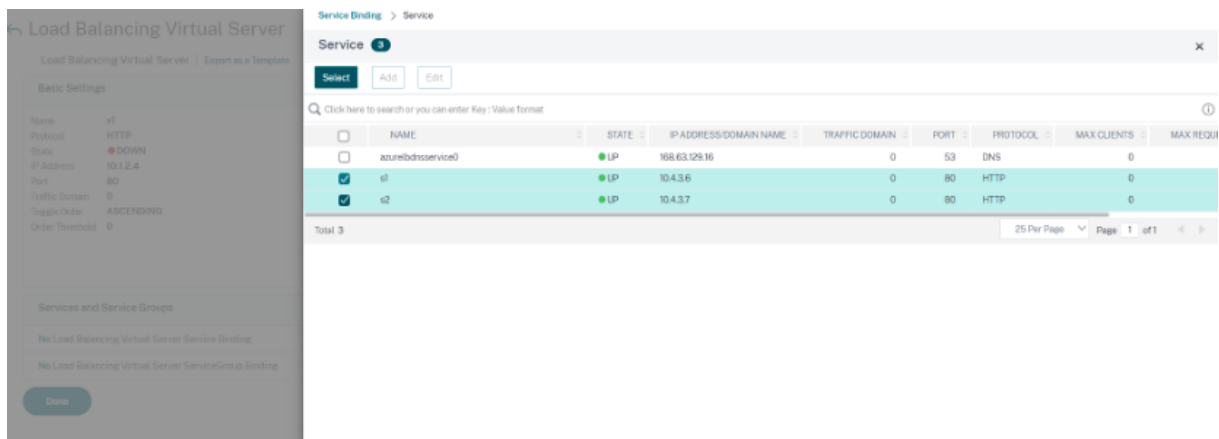 Load Balancing Virtual Server
Load Balancing Virtual Server | Export as a Template
Basic Settings
Name v1
Protocol HTTP
State DOWN
IP Address 10.1.2.4
Port 80
Traffic Domain 0
Toggle Order ASCENDING
Order Threshold 0
Services and Service Groups
No Load Balancing Virtual Server Service Binding
No Load Balancing Virtual Server ServiceGroup Binding
Done
Service Binding > Service
Service 3
Select Add Edit
Click here to search or you can enter Key : Value format
NAME STATE IP ADDRESS/DOMAIN NAME TRAFFIC DOMAIN PORT PROTOCOL MAX CLIENTS MAX REQU
azurelbdnsservice0 UP 168.63.129.16 0 53 DNS 0
s1 UP 10.4.3.6 0 80 HTTP 0
s2 UP 10.4.3.7 0 80 HTTP 0
Total 3
25 Per Page Page 1 of 1